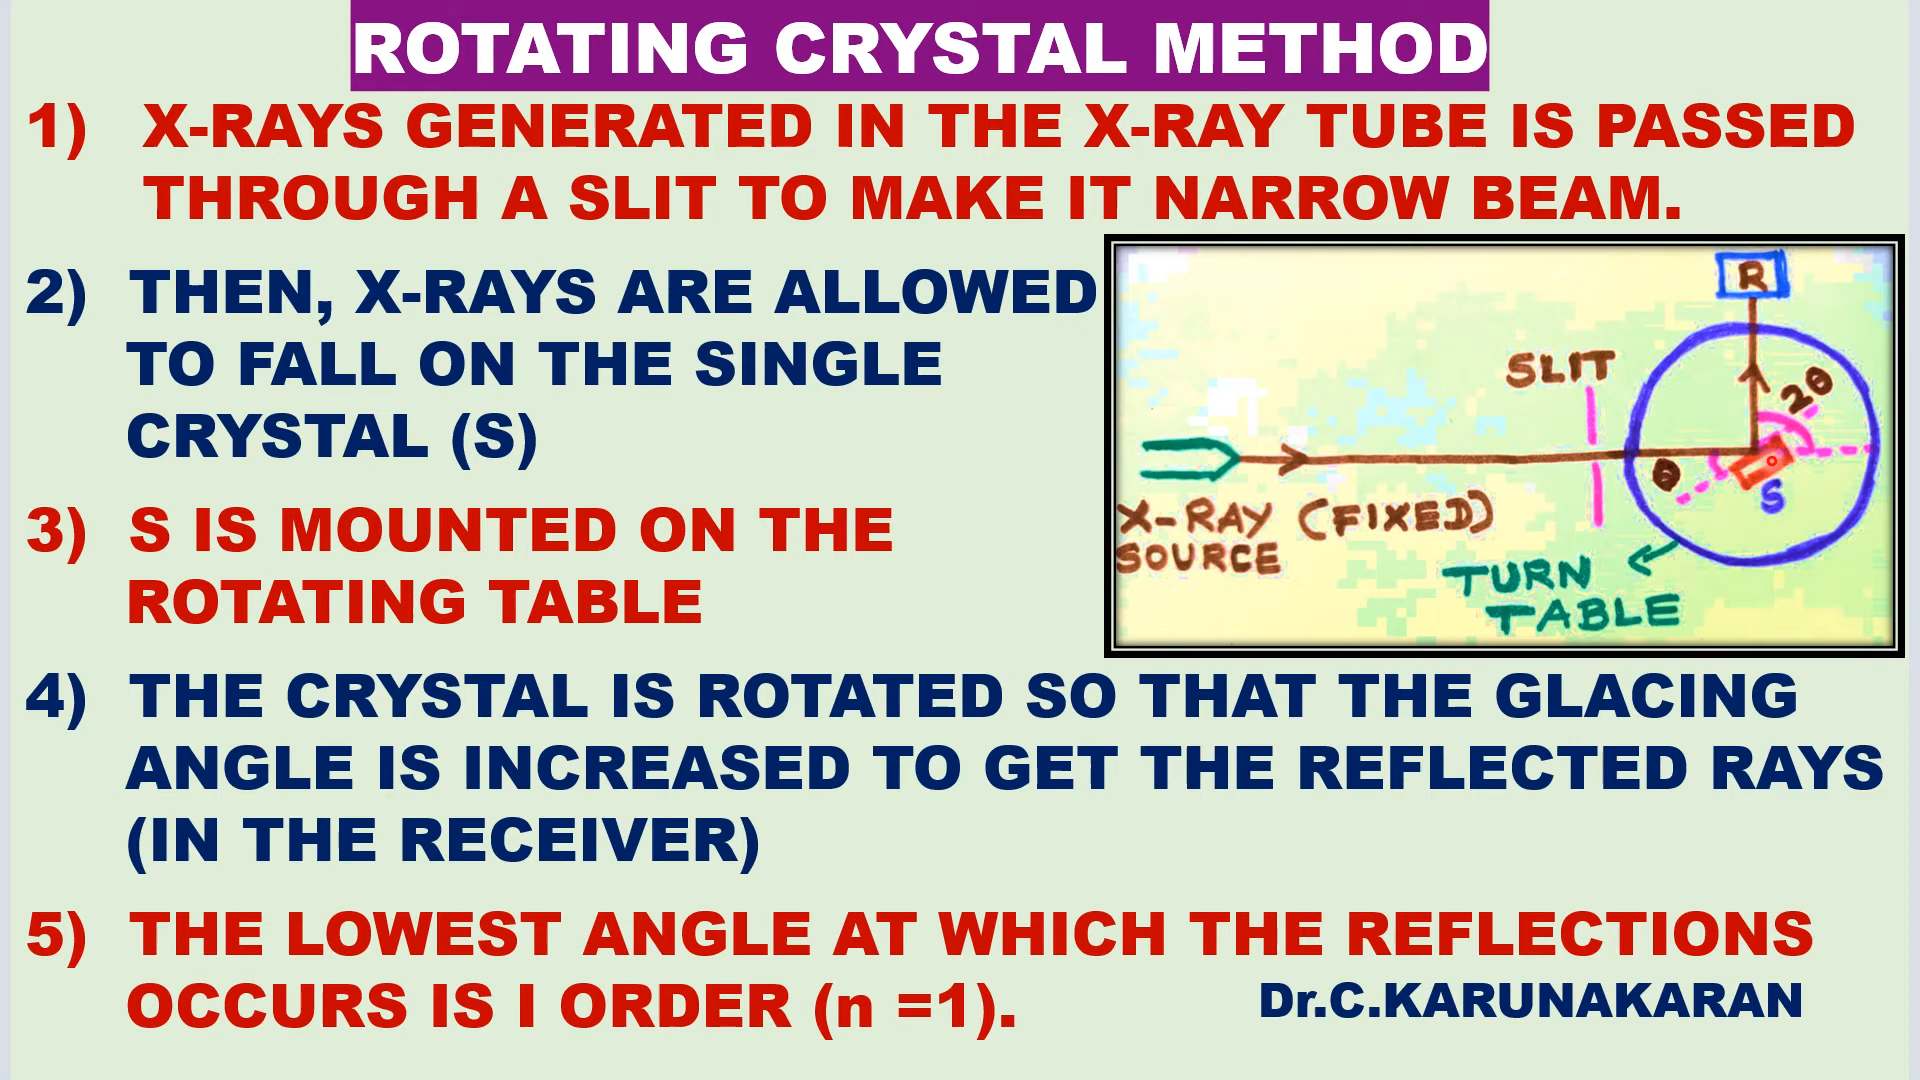 ROTATING CRYSTAL METHOD
1) X-RAYS GENERATED IN THE X-RAY TUBE IS PASSED
THROUGH A SLIT TO MAKE IT NARROW BEAM.
2) THEN, X-RAYS ARE ALLOWED
TO FALL ON THE SINGLE
CRYSTAL (S)
3) S IS MOUNTED ON THE
ROTATING TABLE
R
SLIT
2θ
θ
S
X-RAY (FIXED)
SOURCE
TURN
TABLE
4) THE CRYSTAL IS ROTATED SO THAT THE GLACING
ANGLE IS INCREASED TO GET THE REFLECTED RAYS
(IN THE RECEIVER)
5) THE LOWEST ANGLE AT WHICH THE REFLECTIONS
OCCURS IS I ORDER (n =1).
Dr.C.KARUNAKARAN